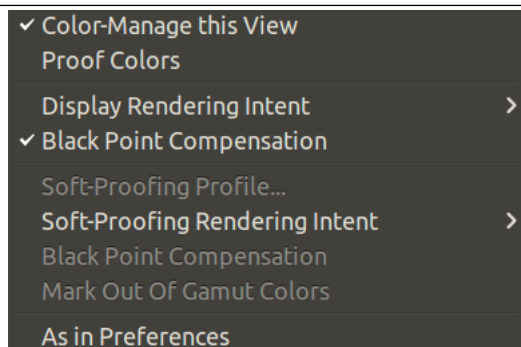 Color-Manage this View
Proof Colors
Display Rendering Intent
Black Point Compensation
Soft-Proofing Profile...
Soft-Proofing Rendering Intent
Black Point Compensation
Mark Out Of Gamut Colors
As in Preferences